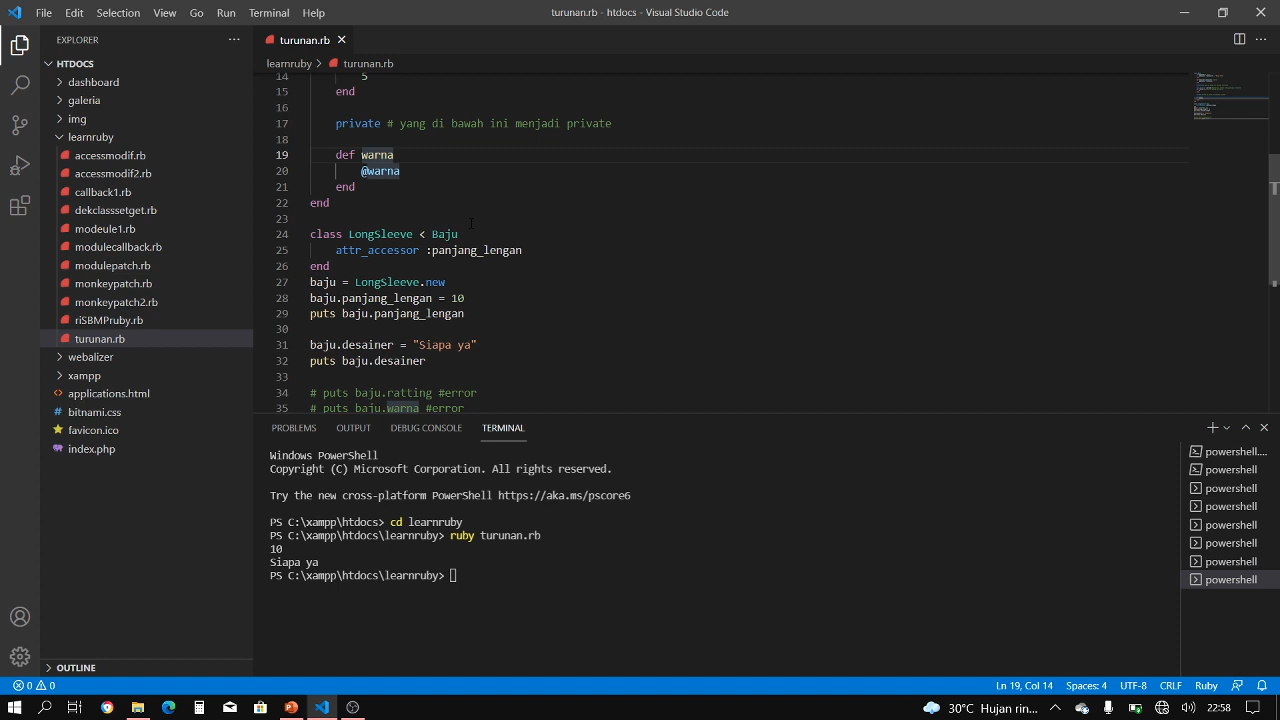 File Edit Selection View Go Run Terminal Help
turunan.rb - htdocs - Visual Studio Code
EXPLORER
HTDOCS
dashboard
galeria
img
learnruby
accessmodif.rb
accessmodif2.rb
callback1.rb
dekclasssetget.rb
modeule1.rb
modulecallback.rb
modulepatch.rb
monkeypatch.rb
monkeypatch2.rb
riSBMPruby.rb
turunan.rb
webalizer
xampp
applications.html
bitnami.css
favicon.ico
index.php
OUTLINE
turunan.rb
learnruby > turunan.rb
14 5
15 end
16
17 private # yang di bawah ini menjadi private
18
19 def warna
20 @warna
21 end
22 end
23
24 class LongSleeve < Baju
25 attr_accessor :panjang_lengan
26 end
27 baju = LongSleeve.new
28 baju.panjang_lengan = 10
29 puts baju.panjang_lengan
30
31 baju.desainer = "Siapa ya"
32 puts baju.desainer
33
34 # puts baju.ratting #error
35 # puts baju.warna #error
PROBLEMS OUTPUT DEBUG CONSOLE TERMINAL
Windows PowerShell
Copyright (C) Microsoft Corporation. All rights reserved.
Try the new cross-platform PowerShell https://aka.ms/pscore6
PS C:\xampp\htdocs> cd learnruby
PS C:\xampp\htdocs\learnruby> ruby turunan.rb
10
Siapa ya
PS C:\xampp\htdocs\learnruby>
powershell...
powershell
powershell
powershell
powershell
powershell
powershell
powershell
0 0
Ln 19, Col 14 Spaces: 4 UTF-8 CRLF Ruby
30°C Hujan rin... 22:58